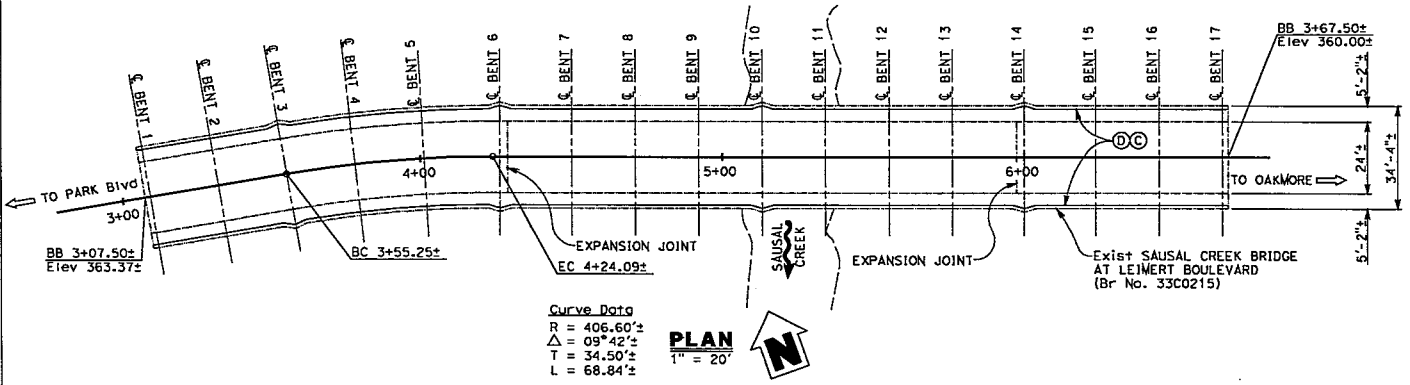 ℄ BENT 1
℄ BENT 2
℄ BENT 3
℄ BENT 4
℄ BENT 5
℄ BENT 6
℄ BENT 7
℄ BENT 8
℄ BENT 9
℄ BENT 10
℄ BENT 11
℄ BENT 12
℄ BENT 13
℄ BENT 14
℄ BENT 15
℄ BENT 16
℄ BENT 17
BB 3+67.50±
Elev 360.00±
5'-2"±
24'±
34'-4"±
5'-2"±
D C
TO PARK Blvd
3+00
4+00
5+00
6+00
TO OAKMORE
BB 3+07.50±
Elev 363.37±
BC 3+55.25±
EXPANSION JOINT
EC 4+24.09±
SAUSAL
CREEK
EXPANSION JOINT
Exist SAUSAL CREEK BRIDGE
AT LEIMERT BOULEVARD
(Br No. 33C0215)
Curve Data
R = 406.60'±
△ = 09°42'±
T = 34.50'±
L = 68.84'±
PLAN
1" = 20'
N